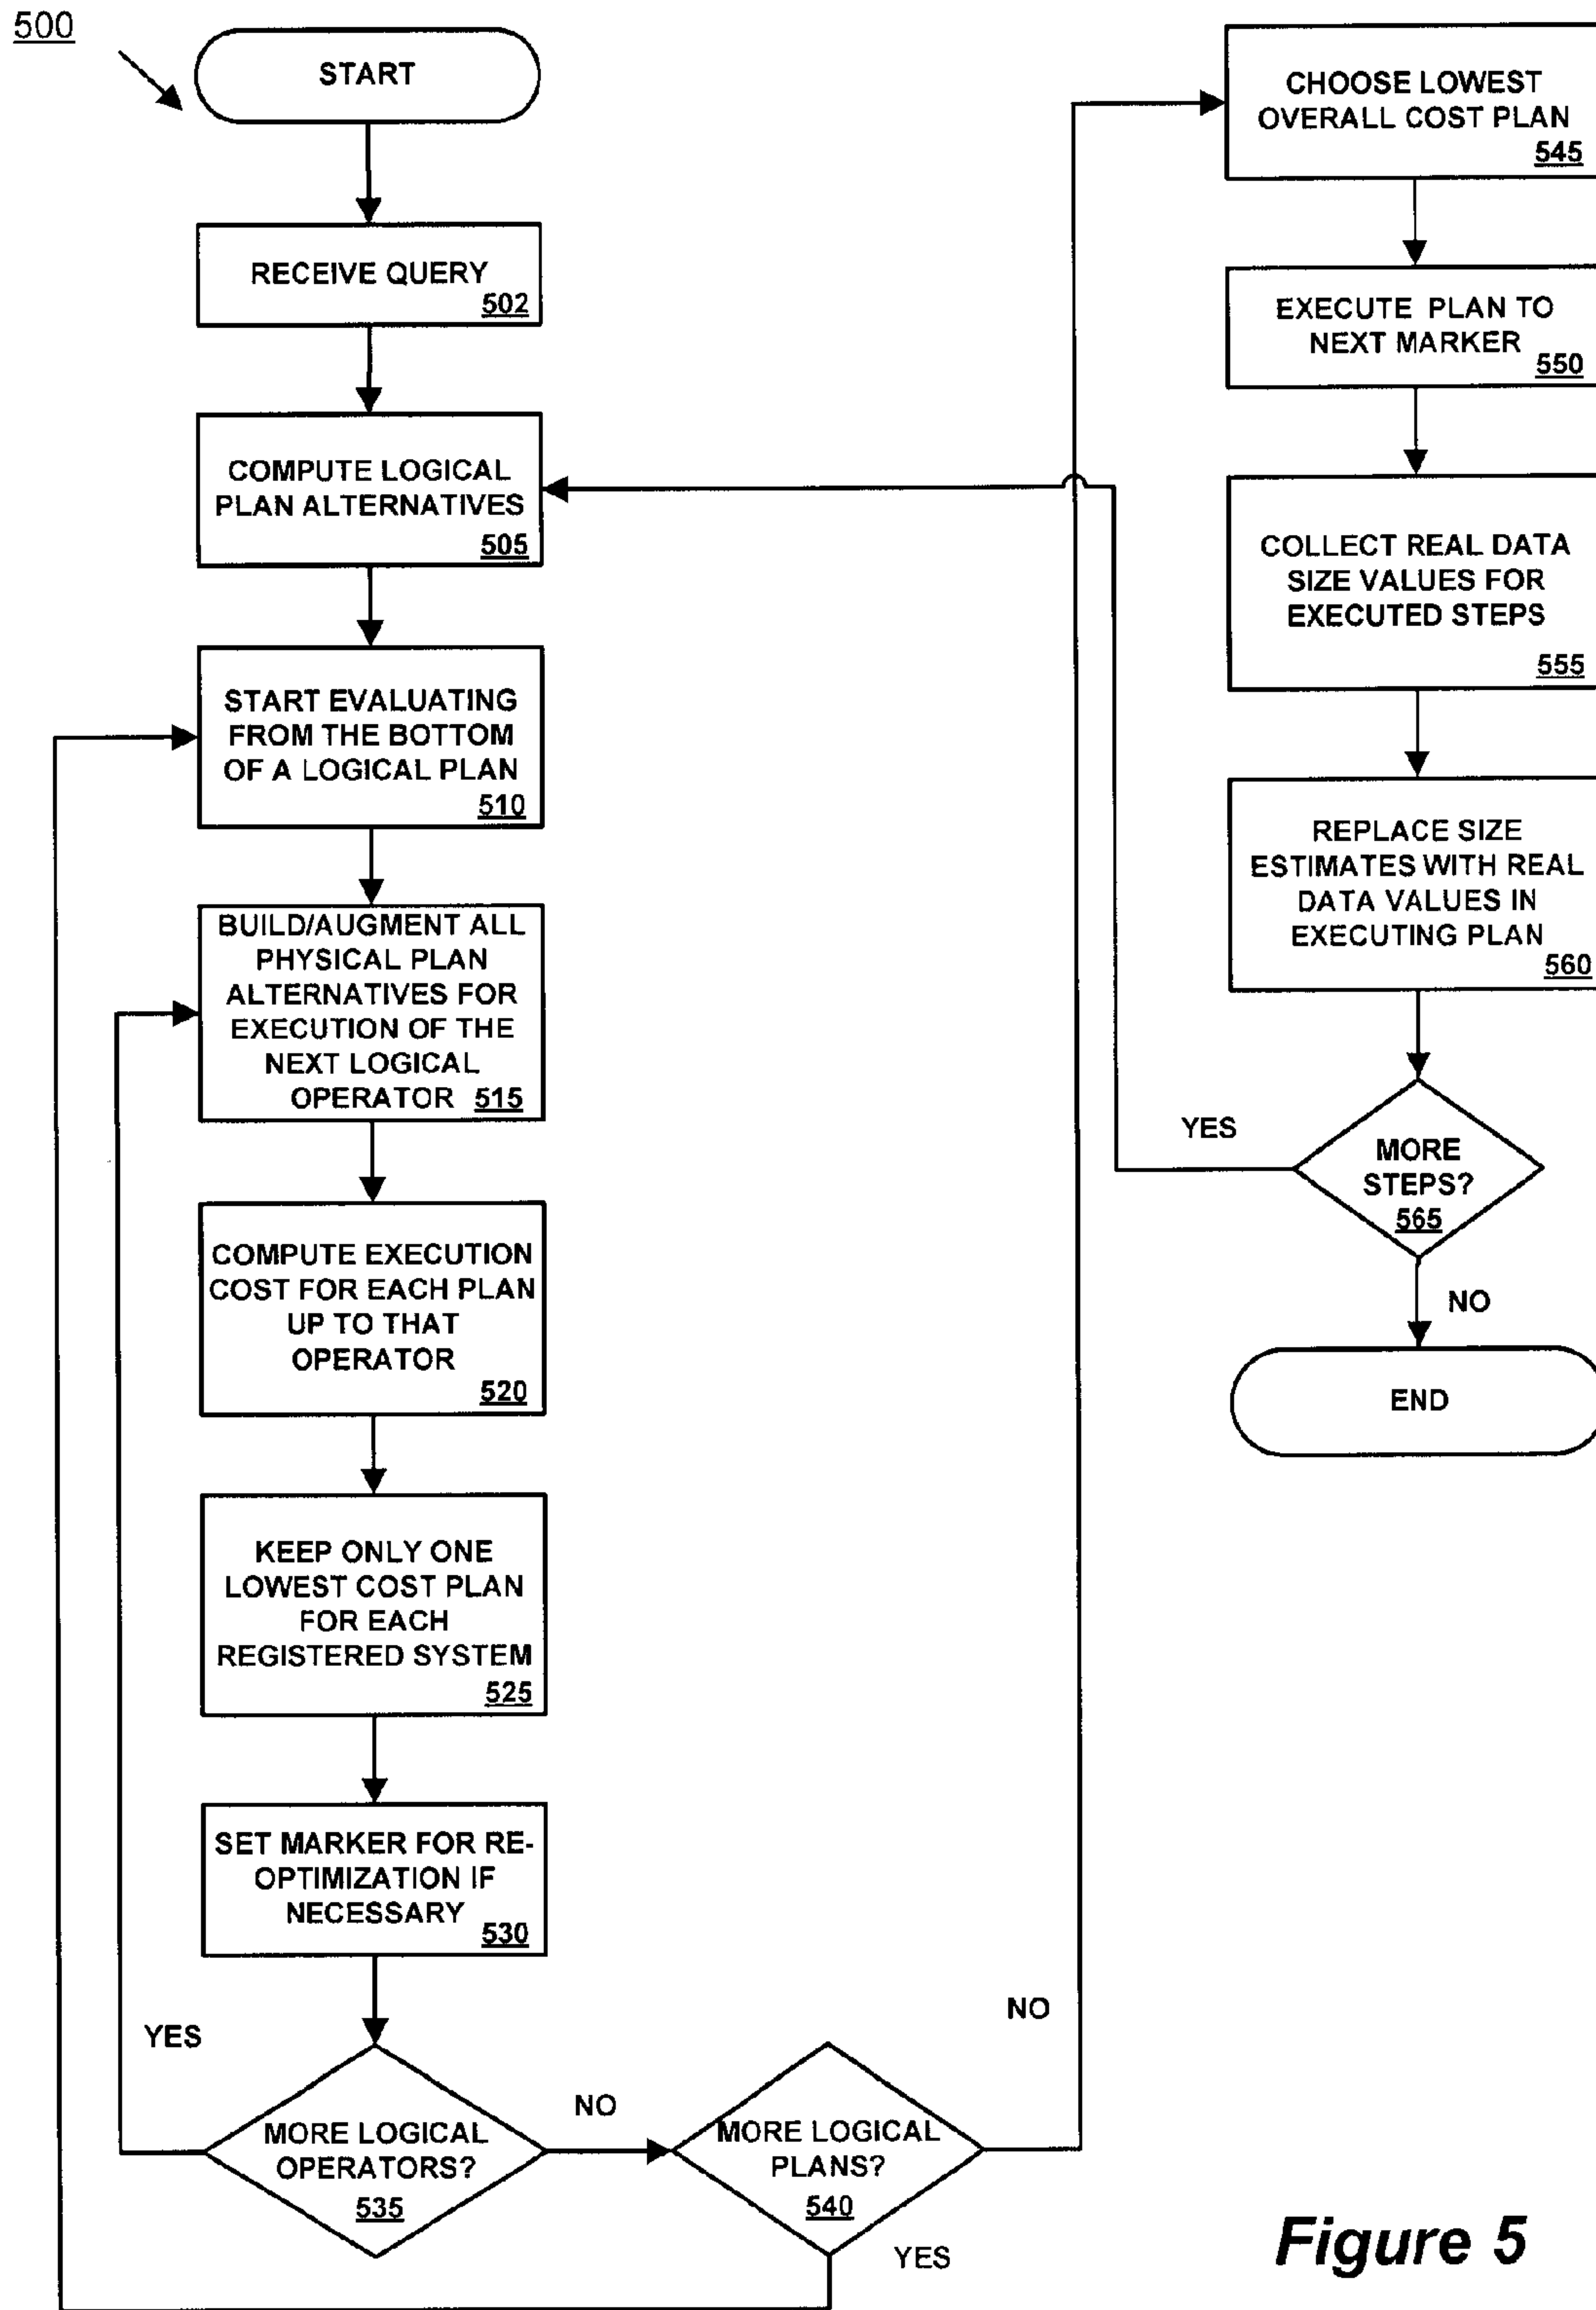 500
START
RECEIVE QUERY
502
COMPUTE LOGICAL
PLAN ALTERNATIVES
505
START EVALUATING
FROM THE BOTTOM
OF A LOGICAL PLAN
510
BUILD/AUGMENT ALL
PHYSICAL PLAN
ALTERNATIVES FOR
EXECUTION OF THE
NEXT LOGICAL
OPERATOR 515
COMPUTE EXECUTION
COST FOR EACH PLAN
UP TO THAT
OPERATOR
520
KEEP ONLY ONE
LOWEST COST PLAN
FOR EACH
REGISTERED SYSTEM
525
SET MARKER FOR RE-
OPTIMIZATION IF
NECESSARY
530
YES
MORE LOGICAL
OPERATORS?
535
NO
MORE LOGICAL
PLANS?
540
YES
NO
CHOOSE LOWEST
OVERALL COST PLAN
545
EXECUTE PLAN TO
NEXT MARKER
550
COLLECT REAL DATA
SIZE VALUES FOR
EXECUTED STEPS
555
REPLACE SIZE
ESTIMATES WITH REAL
DATA VALUES IN
EXECUTING PLAN
560
YES
MORE
STEPS?
565
NO
END
Figure 5